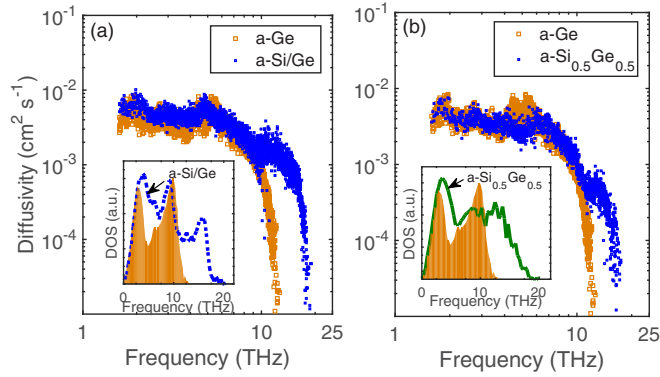 (a)
a-Ge
a-Si/Ge
10⁻¹
10⁻²
10⁻³
10⁻⁴
Diffusivity (cm² s⁻¹)
a-Si/Ge
DOS (a.u.)
0 10 20
Frequency (THz)
1 10 25
Frequency (THz)
(b)
a-Ge
a-Si₀.₅Ge₀.₅
10⁻¹
10⁻²
10⁻³
10⁻⁴
a-Si₀.₅Ge₀.₅
DOS (a.u.)
0 10 20
Frequency (THz)
1 10 25
Frequency (THz)